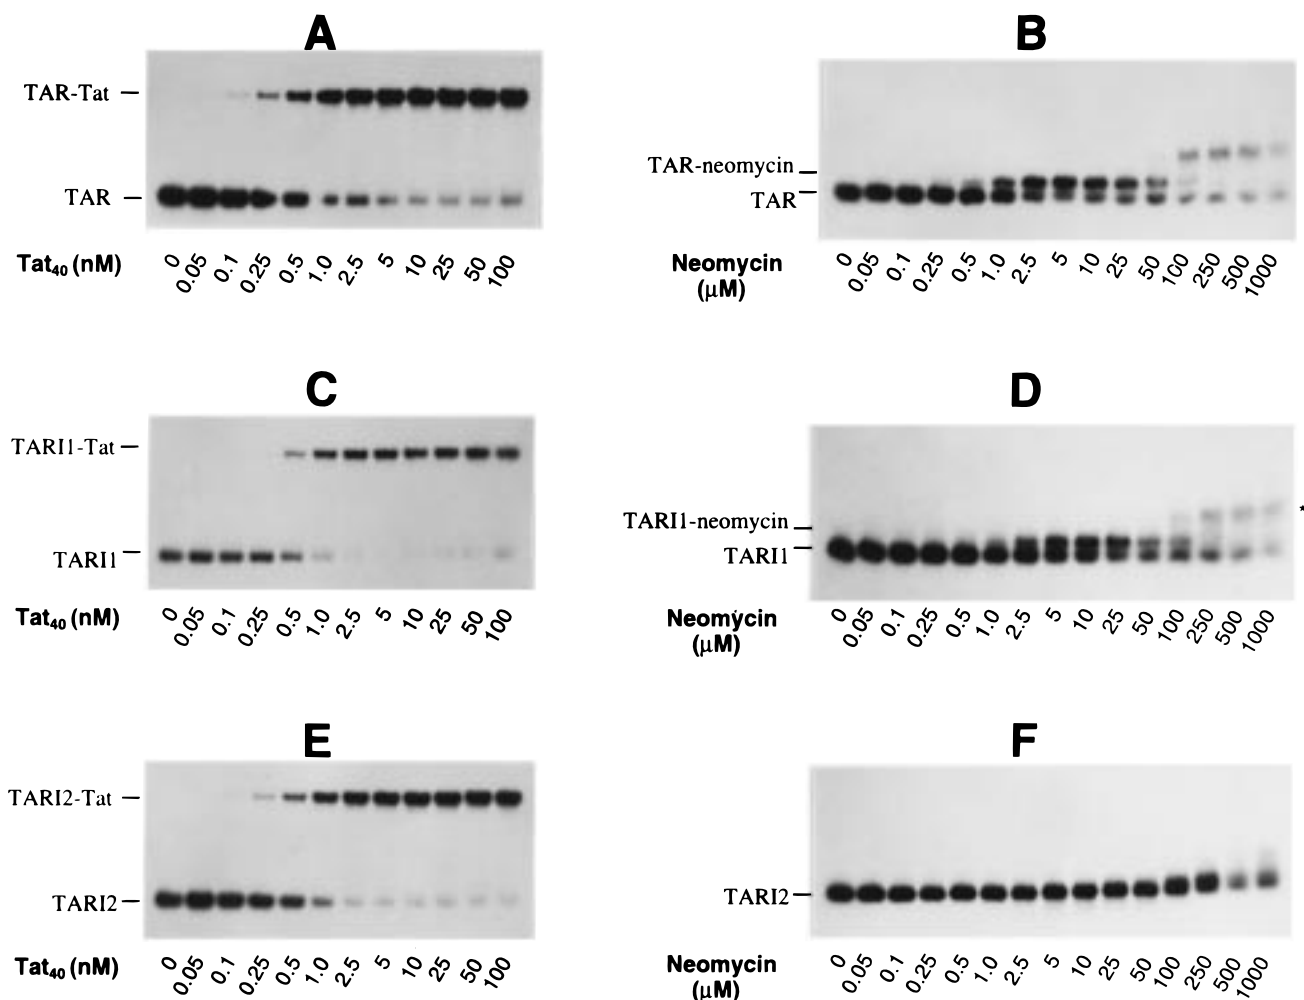 A
TAR-Tat
TAR
Tat₄₀ (nM)
0 0.05 0.1 0.25 0.5 1.0 2.5 5 10 25 50 100
B
TAR-neomycin
TAR
Neomycin
(μM)
0 0.05 0.1 0.25 0.5 1.0 2.5 5 10 25 50 100 250 500 1000
C
TARI1-Tat
TARI1
Tat₄₀ (nM)
0 0.05 0.1 0.25 0.5 1.0 2.5 5 10 25 50 100
D
TARI1-neomycin
TARI1
*
Neomycin
(μM)
0 0.05 0.1 0.25 0.5 1.0 2.5 5 10 25 50 100 250 500 1000
E
TARI2-Tat
TARI2
Tat₄₀ (nM)
0 0.05 0.1 0.25 0.5 1.0 2.5 5 10 25 50 100
F
TARI2
Neomycin
(μM)
0 0.05 0.1 0.25 0.5 1.0 2.5 5 10 25 50 100 250 500 1000